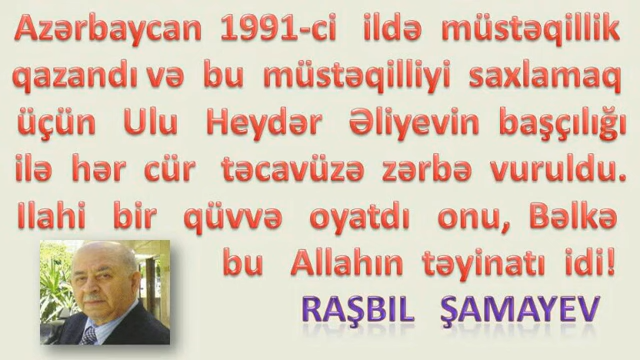 Azərbaycan 1991-ci ildə müstəqillik
qazandı və bu müstəqilliyi saxlamaq
üçün Ulu Heydər Əliyevin başçılığı
ilə hər cür təcavüzə zərbə vuruldu.
Ilahi bir qüvvə oyatdı onu, Bəlkə
bu Allahın təyinatı idi!
RAŞBIL ŞAMAYEV